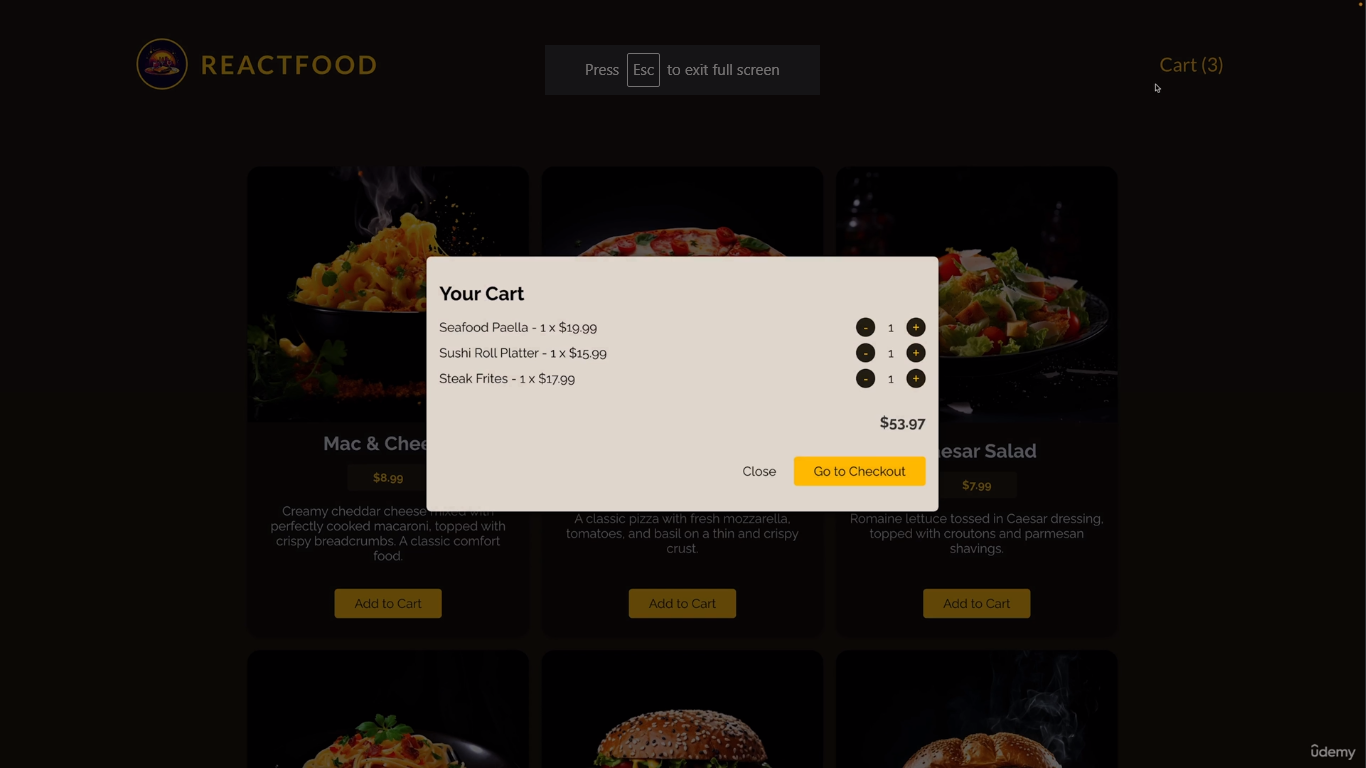 REACTFOOD
Press Esc to exit full screen
Cart (3)
Your Cart
Seafood Paella - 1 x $19.99
- 1 +
Sushi Roll Platter - 1 x $15.99
- 1 +
Steak Frites - 1 x $17.99
- 1 +
$53.97
Close
Go to Checkout
Mac & Chee
$8.99
Creamy cheddar cheese mixed with
perfectly cooked macaroni, topped with
crispy breadcrumbs. A classic comfort
food.
Add to Cart
A classic pizza with fresh mozzarella,
tomatoes, and basil on a thin and crispy
crust.
Add to Cart
esar Salad
$7.99
Romaine lettuce tossed in Caesar dressing,
topped with croutons and parmesan
shavings.
Add to Cart
ûdemy